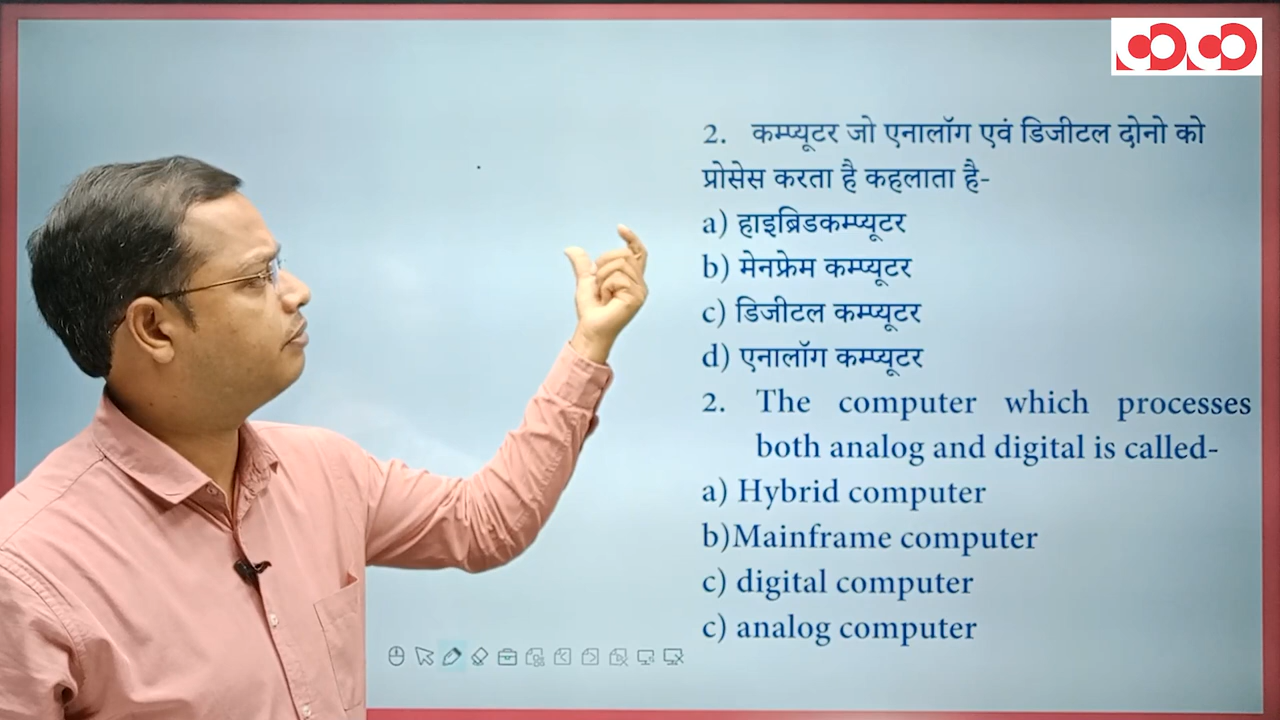 2. कम्प्यूटर जो एनालॉग एवं डिजीटल दोनो को
प्रोसेस करता है कहलाता है-
a) हाइब्रिडकम्प्यूटर
b) मेनफ्रेम कम्प्यूटर
c) डिजीटल कम्प्यूटर
d) एनालॉग कम्प्यूटर
2. The computer which processes
both analog and digital is called-
a) Hybrid computer
b)Mainframe computer
c) digital computer
c) analog computer